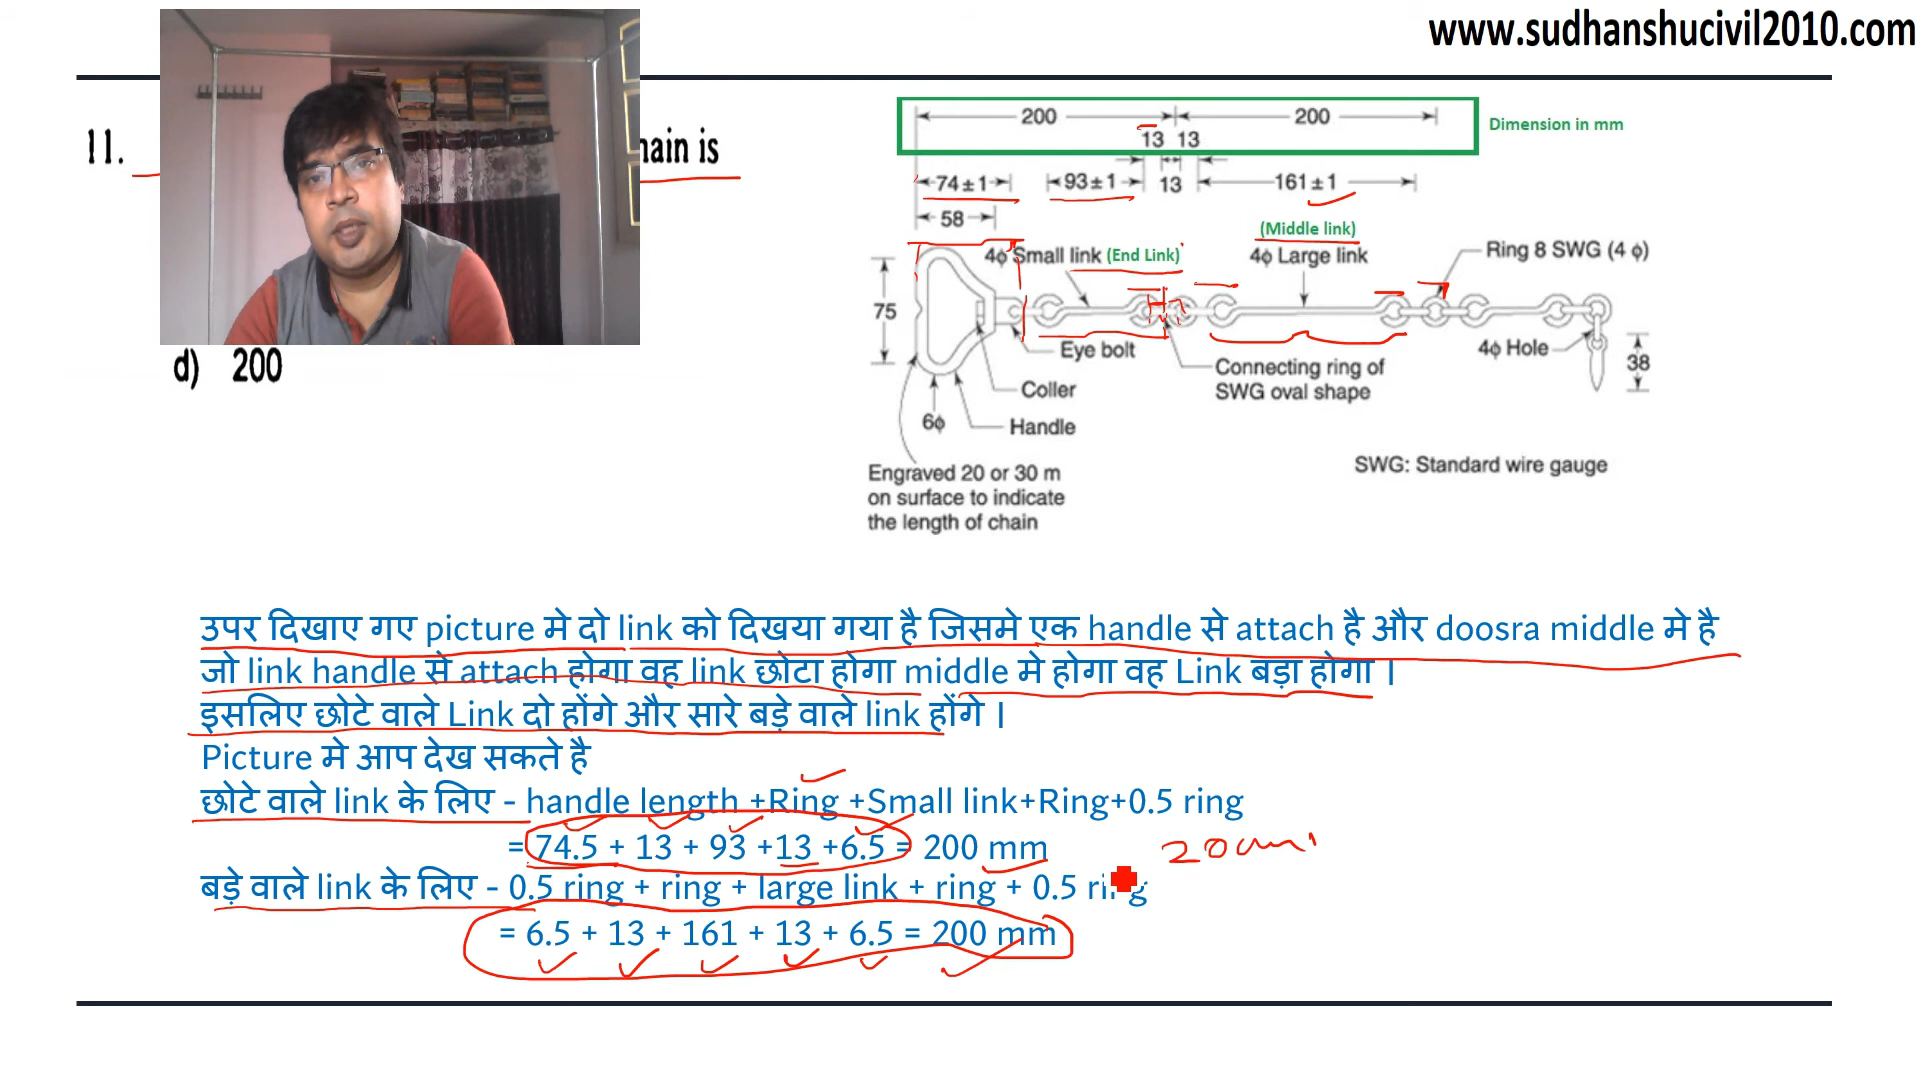 www.sudhanshucivil2010.com
11.
hain is
d) 200
200 200
Dimension in mm
13 13
74±1 93±1 13 161±1
58
(Middle link)
4ϕ Small link (End Link)
4ϕ Large link
Ring 8 SWG (4 ϕ)
75
Eye bolt
4ϕ Hole
38
Connecting ring of
SWG oval shape
Coller
6ϕ
Handle
Engraved 20 or 30 m
on surface to indicate
the length of chain
SWG: Standard wire gauge
उपर दिखाए गए picture मे दो link को दिखया गया है जिसमे एक handle से attach है और doosra middle मे है
जो link handle से attach होगा वह link छोटा होगा middle मे होगा वह Link बड़ा होगा ।
इसलिए छोटे वाले Link दो होंगे और सारे बड़े वाले link होंगे ।
Picture मे आप देख सकते है
छोटे वाले link के लिए - handle length +Ring +Small link+Ring+0.5 ring
= 74.5 + 13 + 93 +13 +6.5 = 200 mm
20 cm
बड़े वाले link के लिए - 0.5 ring + ring + large link + ring + 0.5 ring
= 6.5 + 13 + 161 + 13 + 6.5 = 200 mm